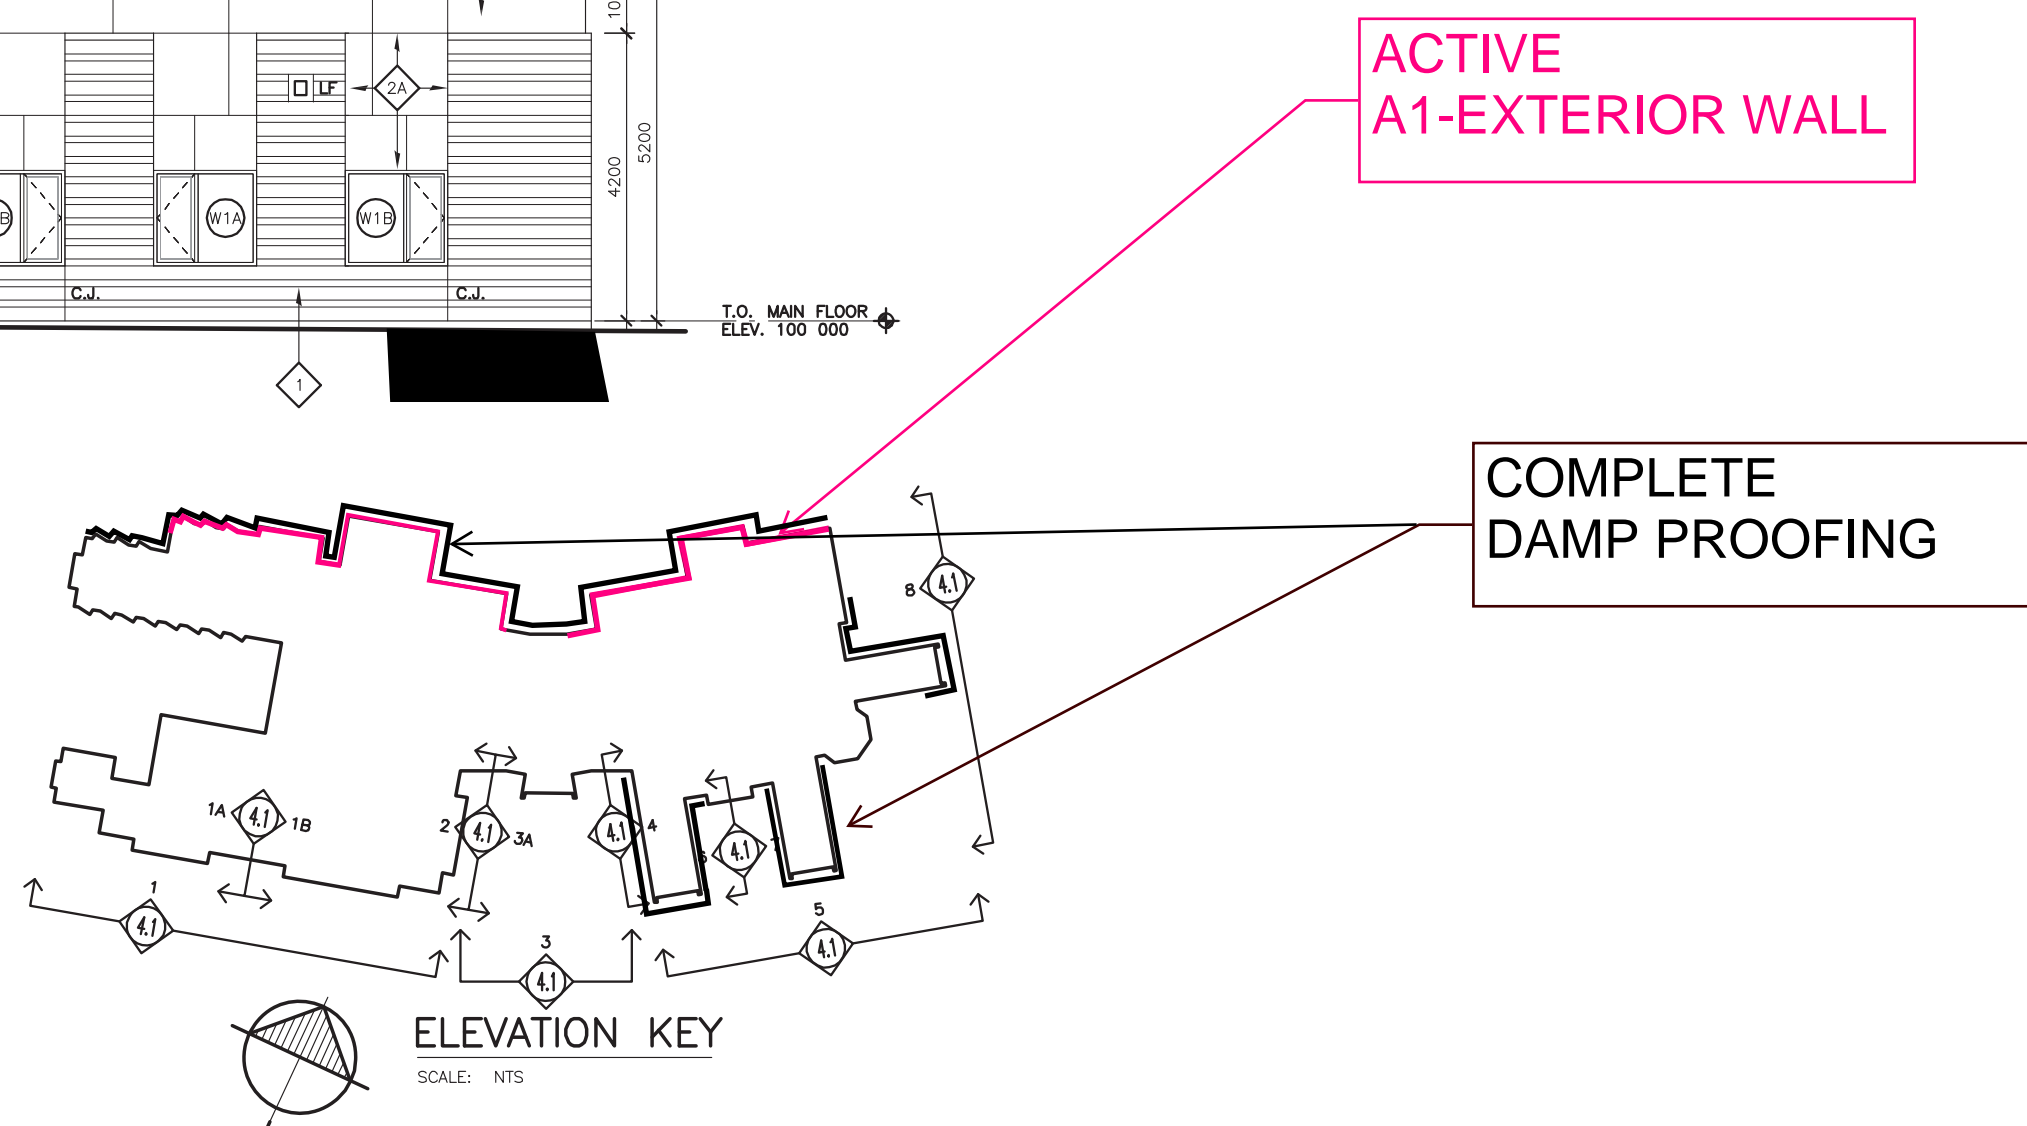 10
ACTIVE
A1-EXTERIOR WALL
LF
2A
5200
4200
B
W1A
W1B
C.J.
C.J.
T.O. MAIN FLOOR
ELEV. 100 000
1
COMPLETE
DAMP PROOFING
8
4.1
1A
4.1
1B
2
4.1
3A
4.1
4
6
4.1
7
1
4.1
5
4.1
3
4.1
ELEVATION KEY
SCALE: NTS